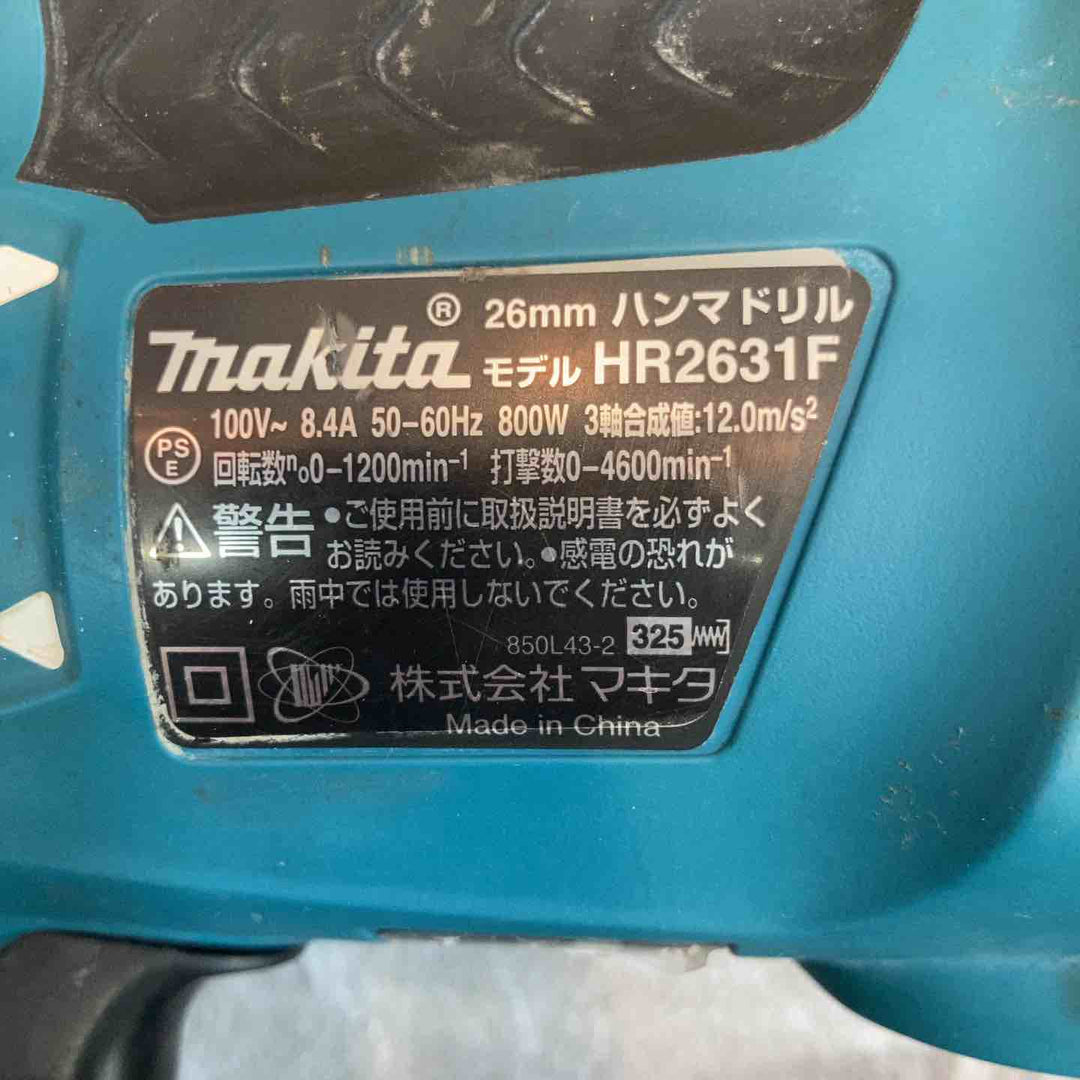 makita® 26mm ハンマドリル
モデル HR2631F
100V~ 8.4A 50-60Hz 800W 3軸合成値:12.0m/s²
PS
E
回転数n₀0-1200min⁻¹ 打撃数0-4600min⁻¹
警告 •ご使用前に取扱説明書を必ずよく
お読みください。•感電の恐れが
あります。雨中では使用しないでください。
850L43-2 325
株式会社 マキタ
Made in China